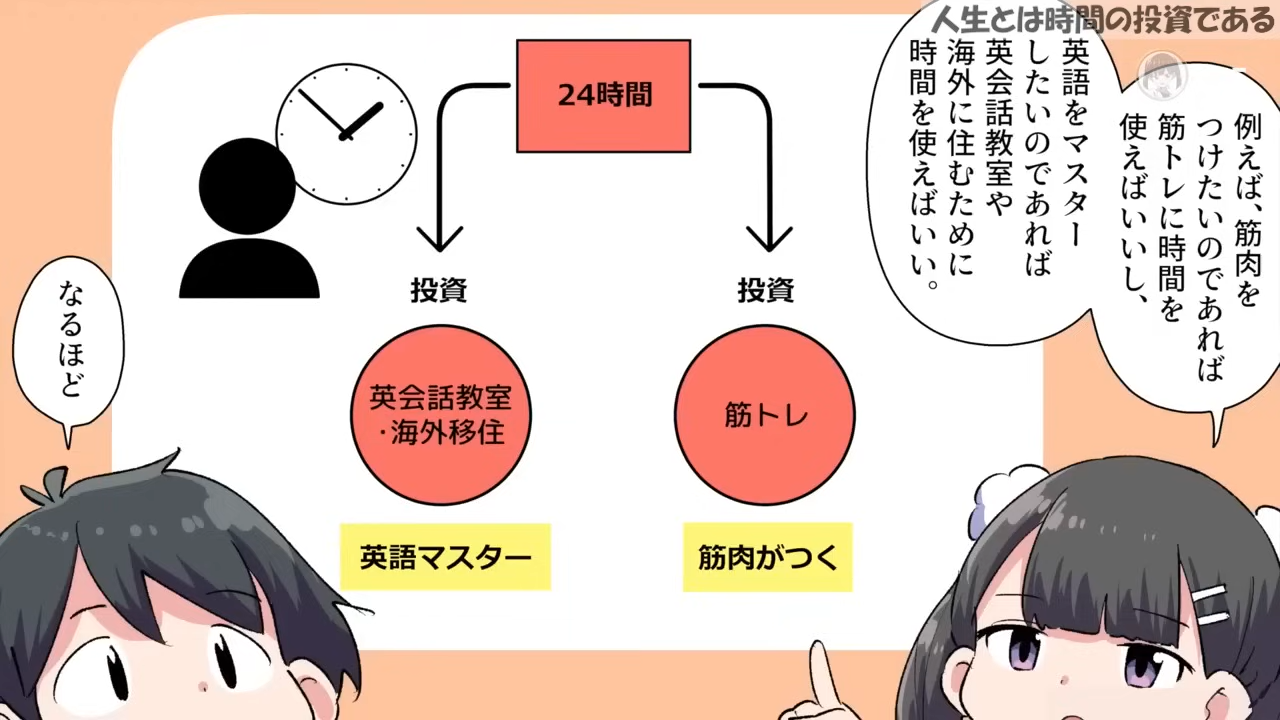 人生とは時間の投資である
例えば、筋肉を
つけたいのであれば
筋トレに時間を
使えばいいし、
英語をマスター
したいのであれば
英会話教室や
海外に住むために
時間を使えばいい。
なるほど
24時間
投資
投資
英会話教室
・海外移住
筋トレ
英語マスター
筋肉がつく